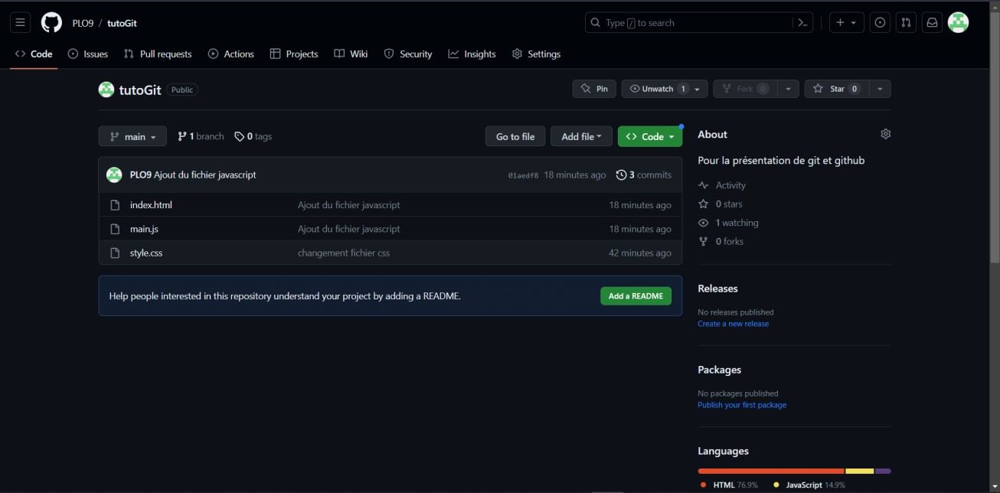 PLO9 / tutoGit Type / to search
Code Issues Pull requests Actions Projects Wiki Security Insights Settings
tutoGit Public Pin Unwatch 1 Fork 0 Star 0
main 1 branch 0 tags Go to file Add file Code
PLO9 Ajout du fichier javascript 01aedf8 18 minutes ago 3 commits
index.html Ajout du fichier javascript 18 minutes ago
main.js Ajout du fichier javascript 18 minutes ago
style.css changement fichier css 42 minutes ago
Help people interested in this repository understand your project by adding a README. Add a README
About
Pour la présentation de git et github
Activity
0 stars
1 watching
0 forks
Releases
No releases published
Create a new release
Packages
No packages published
Publish your first package
Languages
HTML 76.9% JavaScript 14.9%